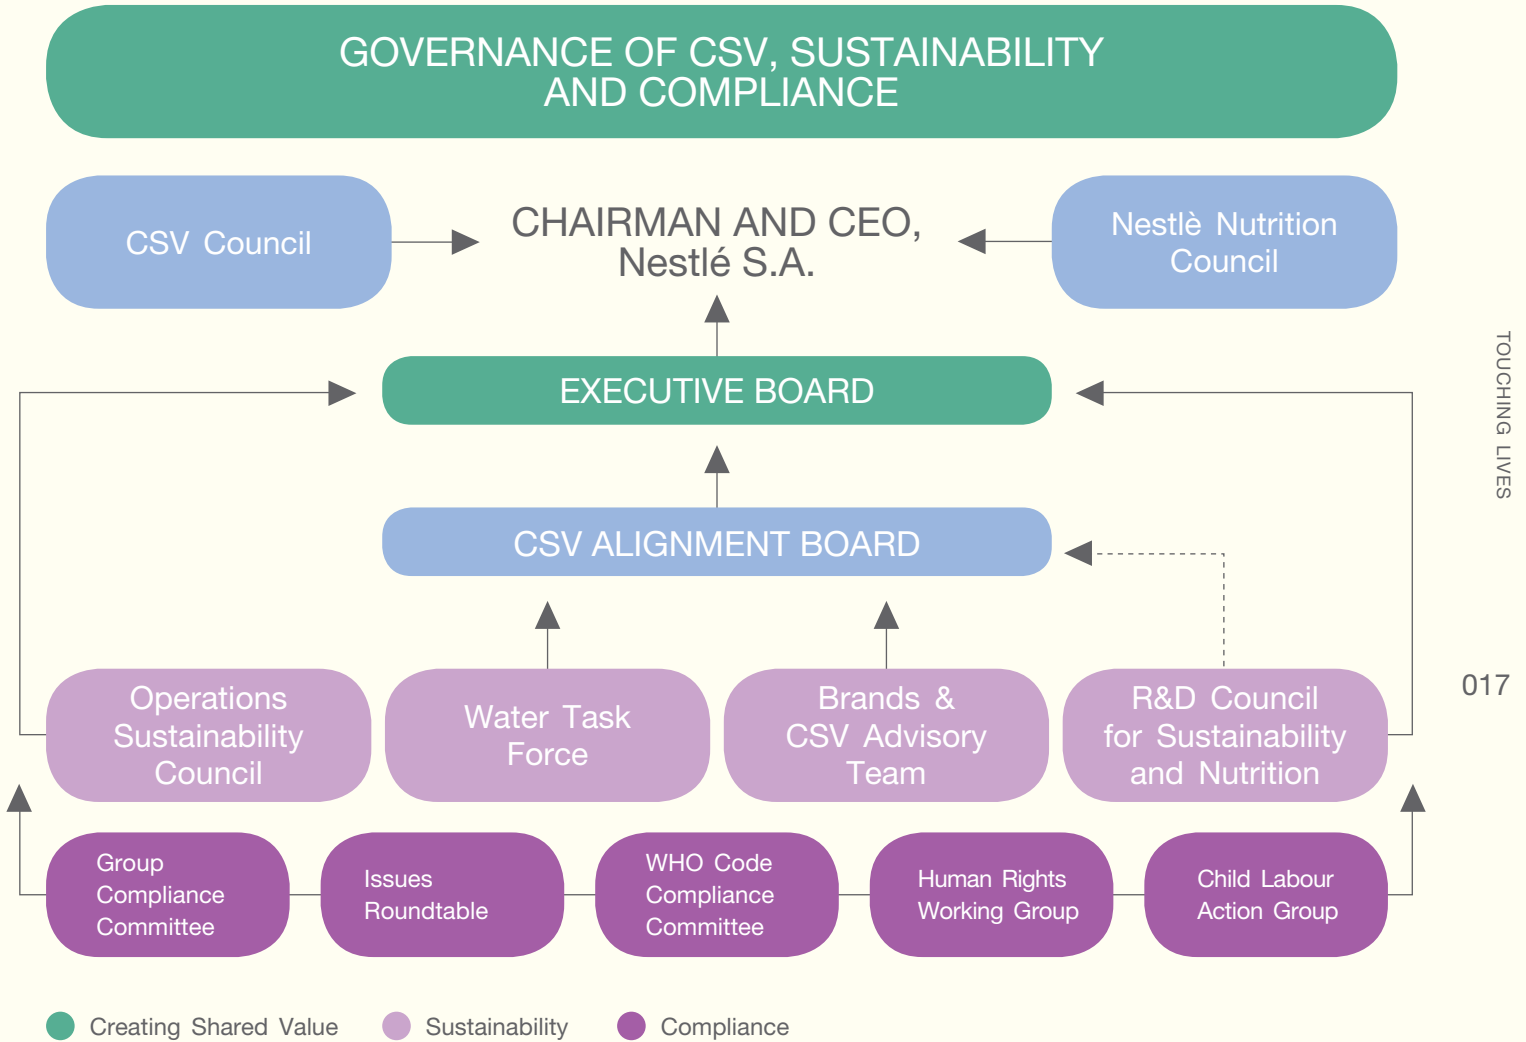 GOVERNANCE OF CSV, SUSTAINABILITY
AND COMPLIANCE
CSV Council
CHAIRMAN AND CEO,
Nestlé S.A.
Nestlè Nutrition
Council
EXECUTIVE BOARD
CSV ALIGNMENT BOARD
Operations
Sustainability
Council
Water Task
Force
Brands &
CSV Advisory
Team
R&D Council
for Sustainability
and Nutrition
Group
Compliance
Committee
Issues
Roundtable
WHO Code
Compliance
Committee
Human Rights
Working Group
Child Labour
Action Group
Creating Shared Value
Sustainability
Compliance
TOUCHING LIVES
017